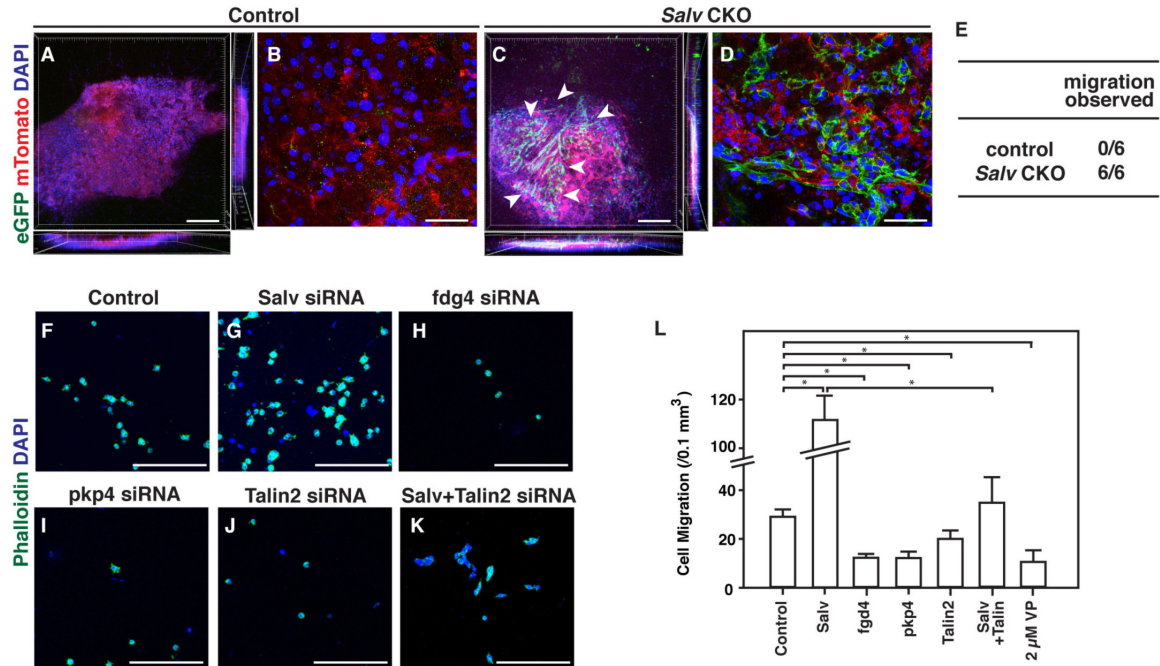 Control
Salv CKO
eGFP mTomato DAPI
A
B
C
D
E
migration
observed
control 0/6
Salv CKO 6/6
Control
Salv siRNA
fdg4 siRNA
F
G
H
pkp4 siRNA
Talin2 siRNA
Salv+Talin2 siRNA
I
J
K
Phalloidin DAPI
L
Cell Migration (/0.1 mm³)
120
100
40
20
0
*
*
*
*
*
*
Control
Salv
fgd4
pkp4
Talin2
Salv
+Talin
2 µM VP